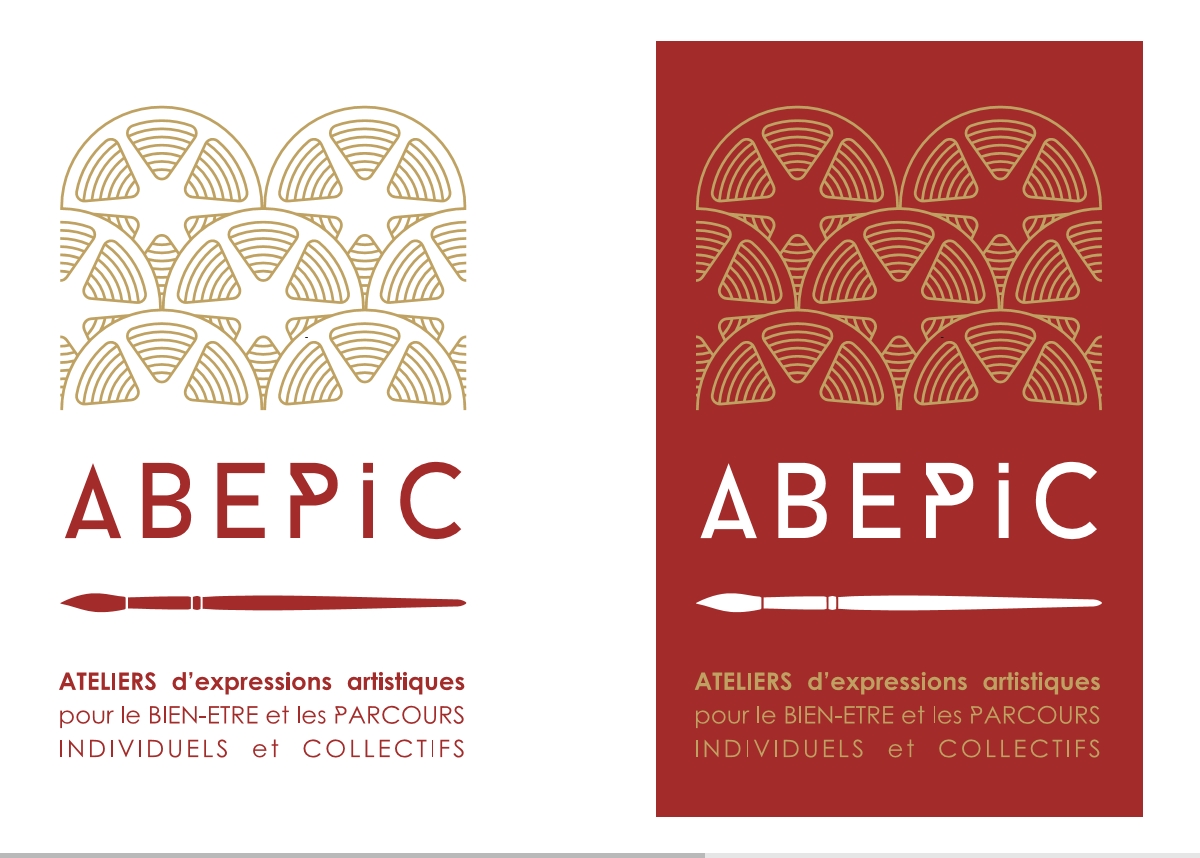 ABEPiC
ATELIERS d'expressions artistiques
pour le BIEN-ETRE et les PARCOURS
INDIVIDUELS et COLLECTIFS
ABEPiC
ATELIERS d'expressions artistiques
pour le BIEN-ETRE et les PARCOURS
INDIVIDUELS et COLLECTIFS